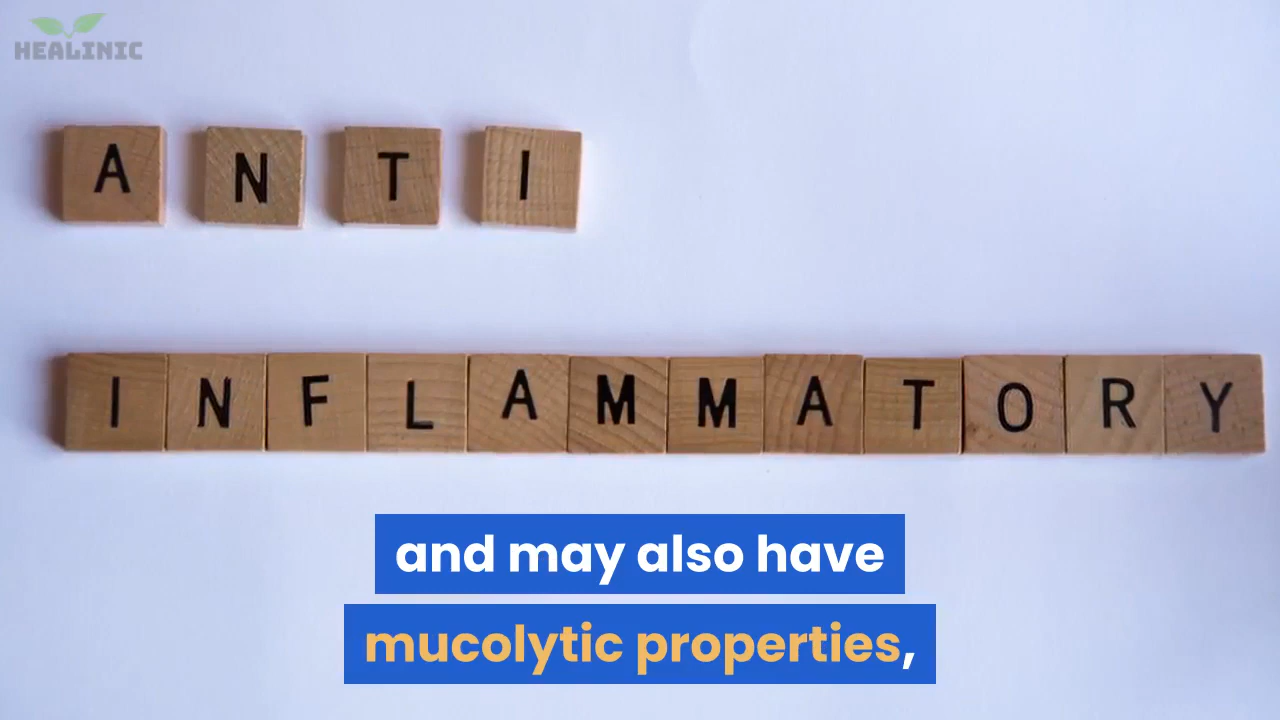 HEALINIC
ANTI
INFLAMMATORY
and may also have
mucolytic properties,